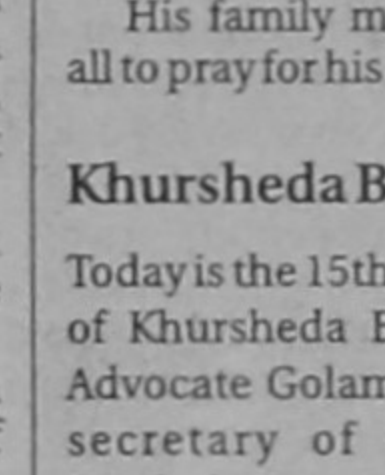 His family
all to pray for his
Khursheda B
Today is the 15th
of Khursheda
Advocate Golam
secretary of